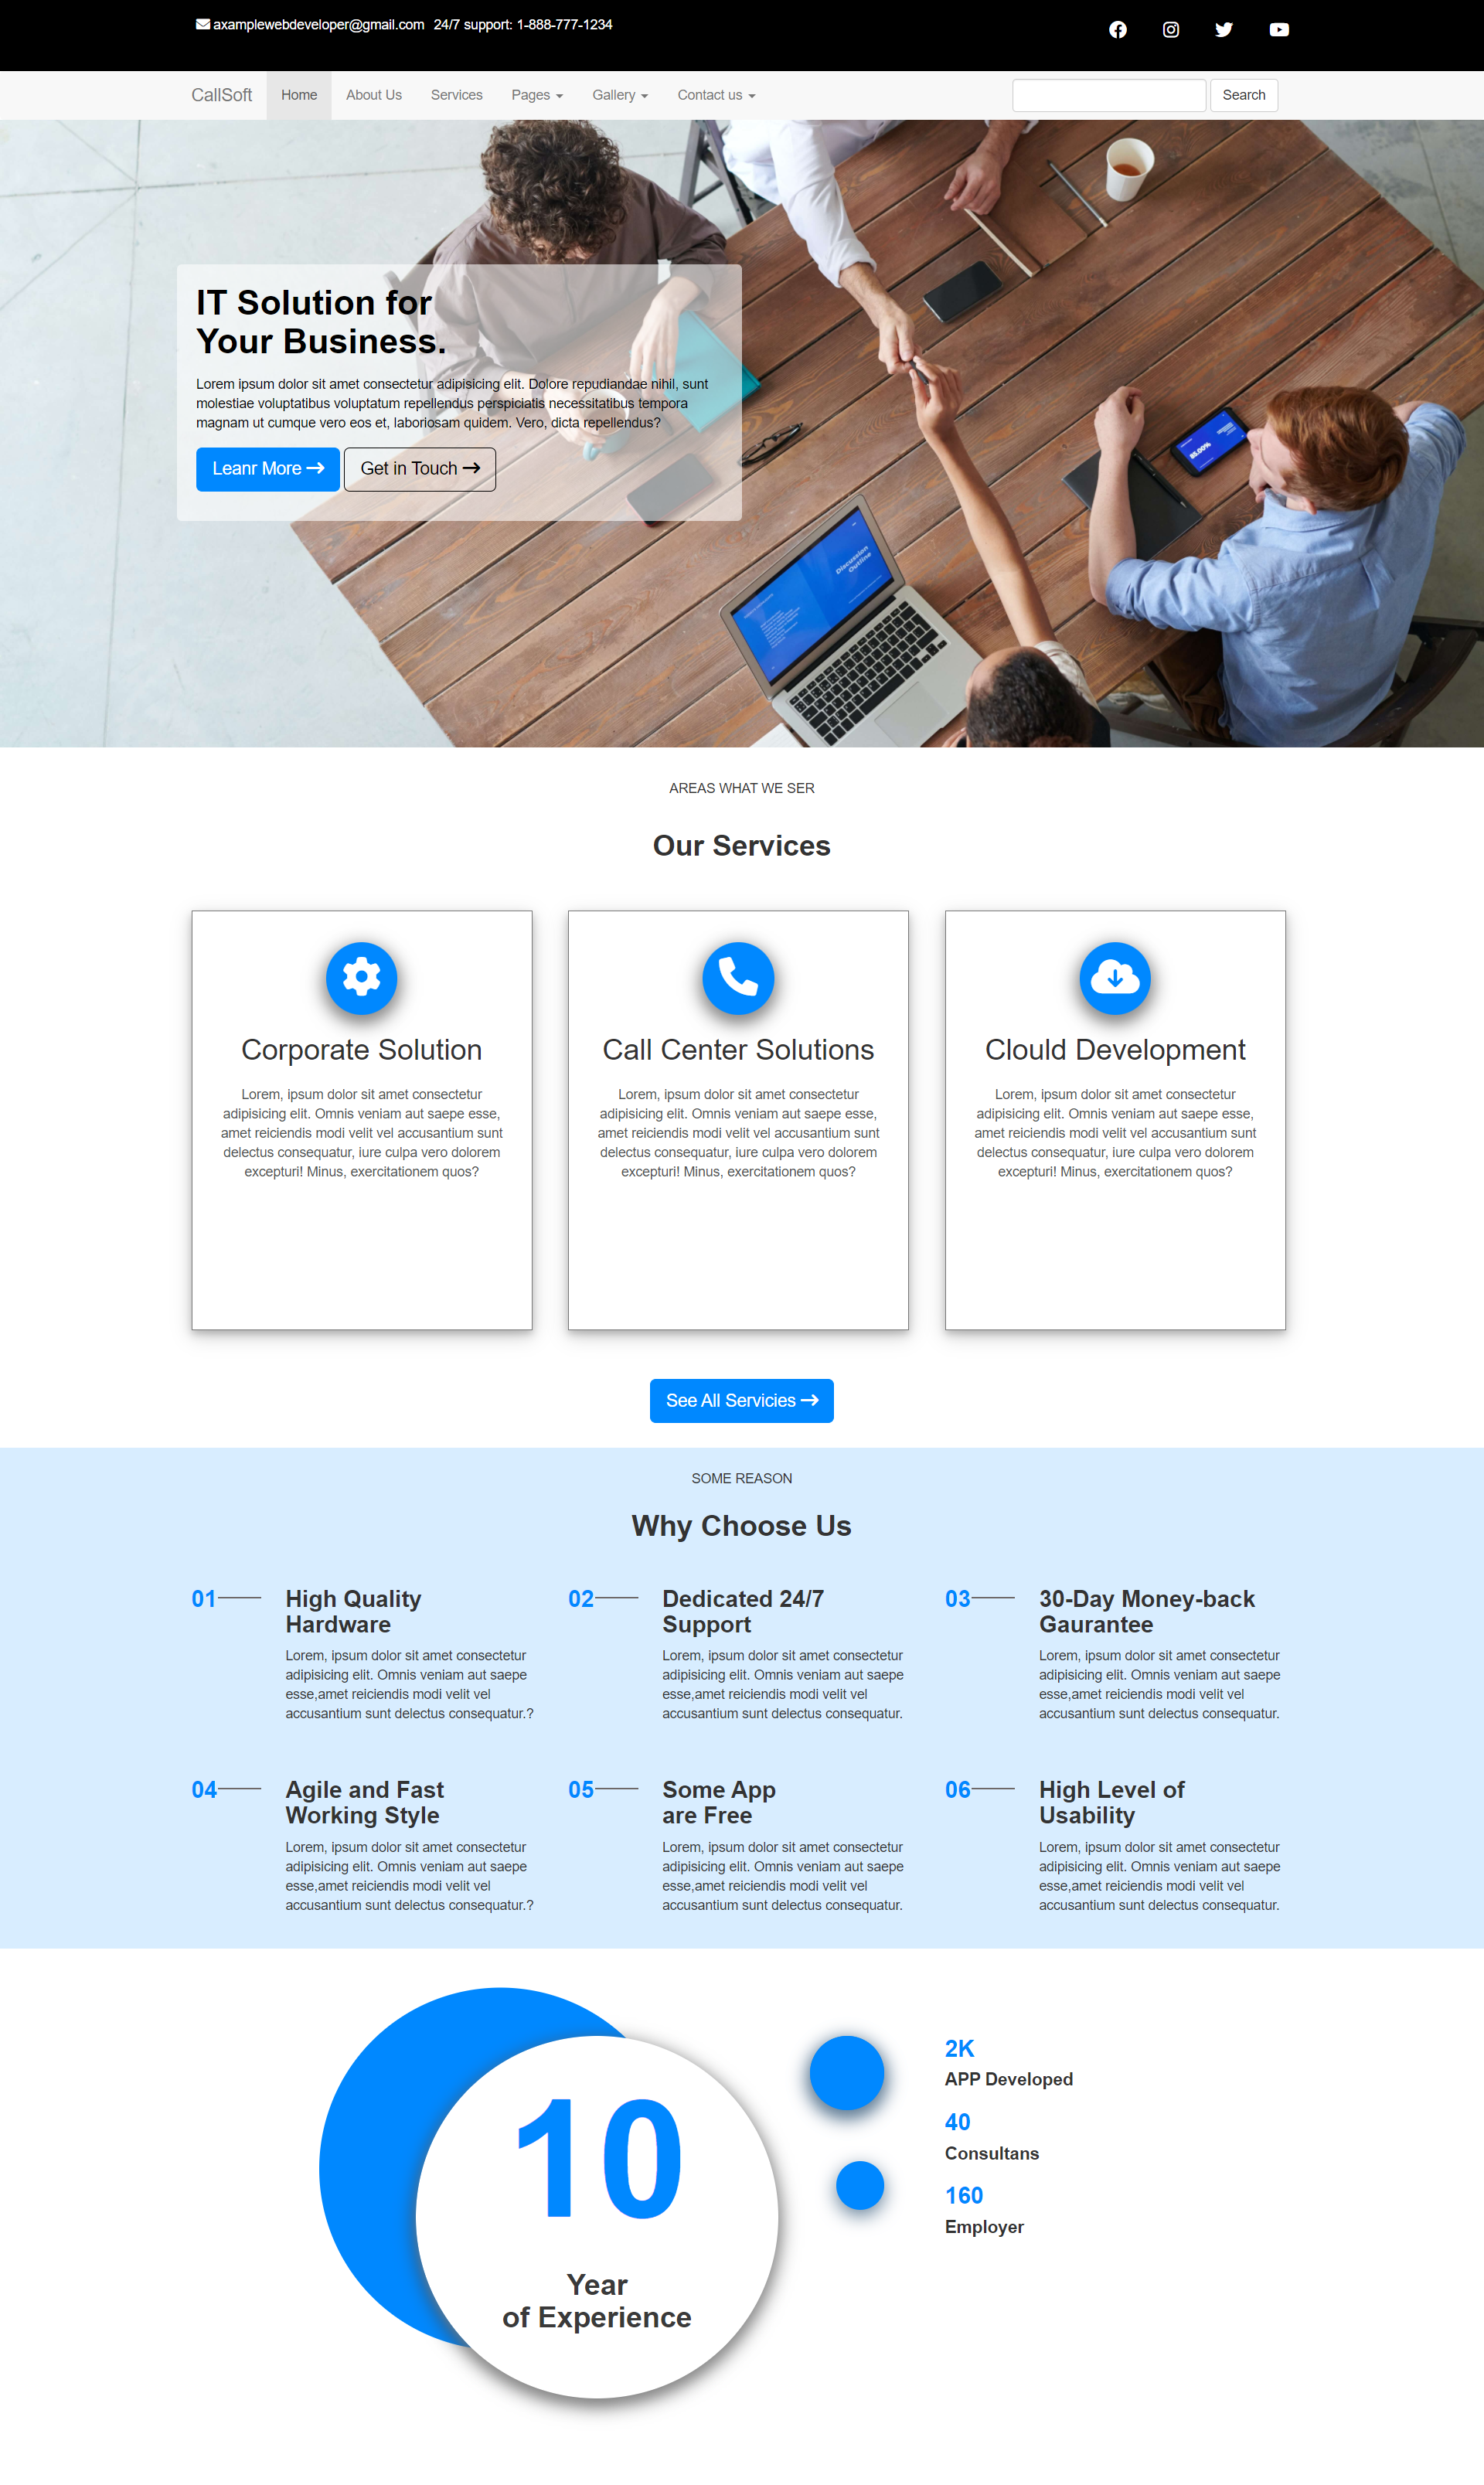 axamplewebdeveloper@gmail.com 24/7 support: 1-888-777-1234
CallSoft Home About Us Services Pages Gallery Contact us Search
IT Solution for
Your Business.
Lorem ipsum dolor sit amet consectetur adipisicing elit. Dolore repudiandae nihil, sunt
molestiae voluptatibus voluptatum repellendus perspiciatis necessitatibus tempora
magnam ut cumque vero eos et, laboriosam quidem. Vero, dicta repellendus?
Leanr More
Get in Touch
85.00%
Discussion
Outline
AREAS WHAT WE SER
Our Services
Corporate Solution
Lorem, ipsum dolor sit amet consectetur
adipisicing elit. Omnis veniam aut saepe esse,
amet reiciendis modi velit vel accusantium sunt
delectus consequatur, iure culpa vero dolorem
excepturi! Minus, exercitationem quos?
Call Center Solutions
Lorem, ipsum dolor sit amet consectetur
adipisicing elit. Omnis veniam aut saepe esse,
amet reiciendis modi velit vel accusantium sunt
delectus consequatur, iure culpa vero dolorem
excepturi! Minus, exercitationem quos?
Clould Development
Lorem, ipsum dolor sit amet consectetur
adipisicing elit. Omnis veniam aut saepe esse,
amet reiciendis modi velit vel accusantium sunt
delectus consequatur, iure culpa vero dolorem
excepturi! Minus, exercitationem quos?
See All Servicies
SOME REASON
Why Choose Us
01
High Quality
Hardware
Lorem, ipsum dolor sit amet consectetur
adipisicing elit. Omnis veniam aut saepe
esse,amet reiciendis modi velit vel
accusantium sunt delectus consequatur.?
02
Dedicated 24/7
Support
Lorem, ipsum dolor sit amet consectetur
adipisicing elit. Omnis veniam aut saepe
esse,amet reiciendis modi velit vel
accusantium sunt delectus consequatur.
03
30-Day Money-back
Gaurantee
Lorem, ipsum dolor sit amet consectetur
adipisicing elit. Omnis veniam aut saepe
esse,amet reiciendis modi velit vel
accusantium sunt delectus consequatur.
04
Agile and Fast
Working Style
Lorem, ipsum dolor sit amet consectetur
adipisicing elit. Omnis veniam aut saepe
esse,amet reiciendis modi velit vel
accusantium sunt delectus consequatur.?
05
Some App
are Free
Lorem, ipsum dolor sit amet consectetur
adipisicing elit. Omnis veniam aut saepe
esse,amet reiciendis modi velit vel
accusantium sunt delectus consequatur.
06
High Level of
Usability
Lorem, ipsum dolor sit amet consectetur
adipisicing elit. Omnis veniam aut saepe
esse,amet reiciendis modi velit vel
accusantium sunt delectus consequatur.
10
Year
of Experience
2K
APP Developed
40
Consultans
160
Employer